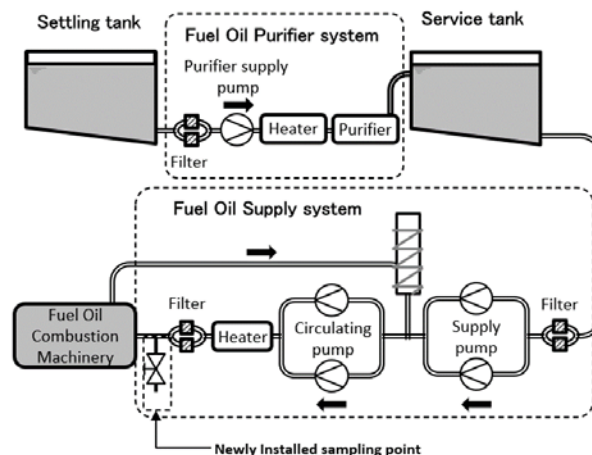 Settling tank
Fuel Oil Purifier system
Service tank
Purifier supply
pump
Heater
Purifier
Filter
Fuel Oil Supply system
Fuel Oil
Combustion
Machinery
Filter
Heater
Circulating
pump
Supply
pump
Filter
Newly Installed sampling point